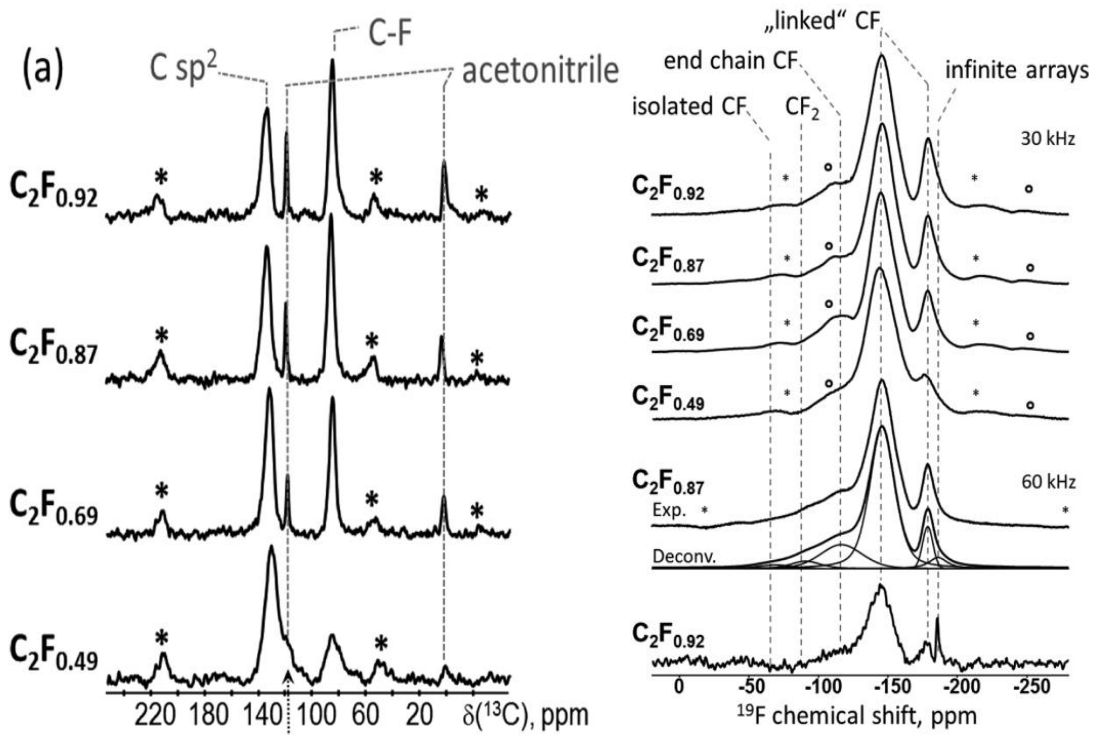 (a)
C sp²
C-F
acetonitrile
C₂F₀.₉₂
* * *
C₂F₀.₈₇
* * *
C₂F₀.₆₉
* * *
C₂F₀.₄₉
* *
220 180 140 100 60 20 δ(¹³C), ppm
„linked“ CF
end chain CF
infinite arrays
isolated CF
CF₂
30 kHz
C₂F₀.₉₂
* *
C₂F₀.₈₇
* *
C₂F₀.₆₉
* *
C₂F₀.₄₉
* *
C₂F₀.₈₇
60 kHz
Exp.
* *
Deconv.
C₂F₀.₉₂
0 -50 -100 -150 -200 -250
¹⁹F chemical shift, ppm